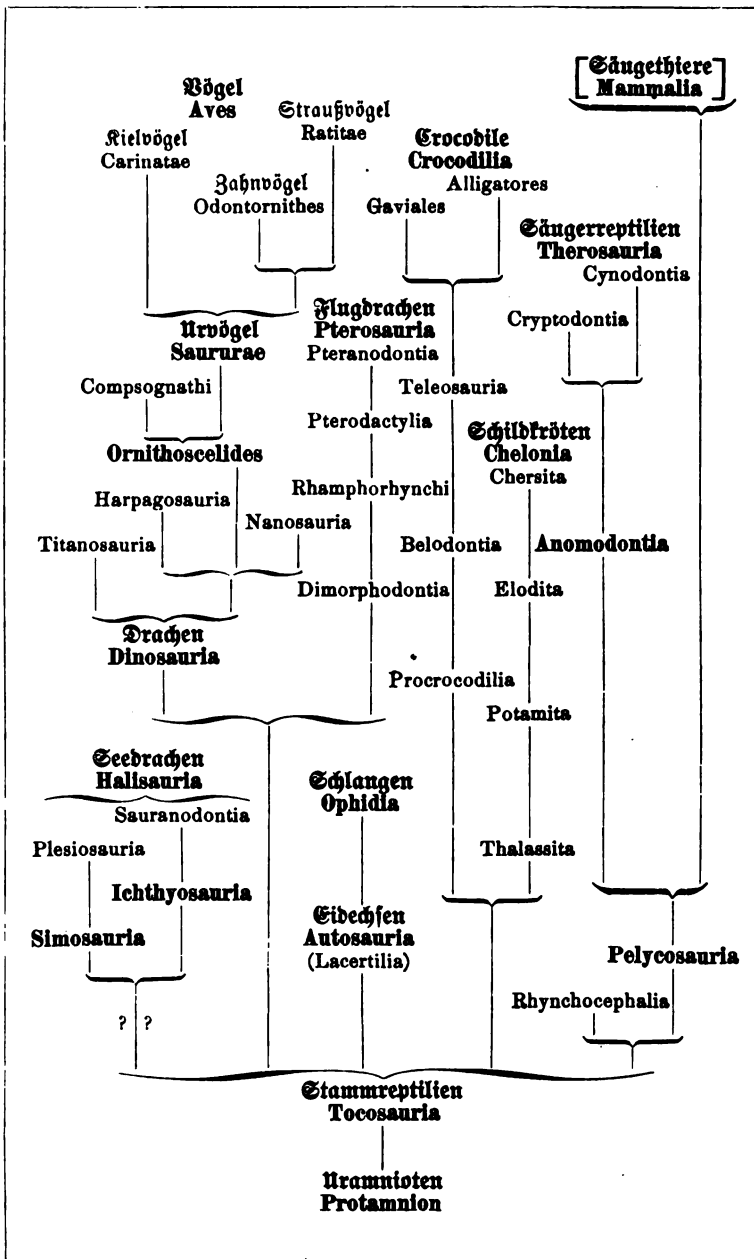 [Säugethiere]
[Mammalia]
Vögel
Aves
Straußvögel
Ratitae
Kielvögel
Carinatae
Crocodile
Crocodilia
Alligatores
Zahnvögel
Odontornithes
Gaviales
Säugerreptilien
Therosauria
Cynodontia
Flugdrachen
Pterosauria
Pteranodontia
Cryptodontia
Urvögel
Saururae
Compsognathi
Teleosauria
Pterodactylia
Schildkröten
Chelonia
Chersita
Ornithoscelides
Harpagosauria
Rhamphorhynchi
Nanosauria
Titanosauria
Belodontia
Anomodontia
Dimorphodontia
Elodita
Drachen
Dinosauria
Procrocodilia
Potamita
Seedrachen
Halisauria
Schlangen
Ophidia
Sauranodontia
Plesiosauria
Thalassita
Ichthyosauria
Eidechsen
Autosauria
(Lacertilia)
Simosauria
Pelycosauria
Rhynchocephalia
? ?
Stammreptilien
Tocosauria
Uramnioten
Protamnion